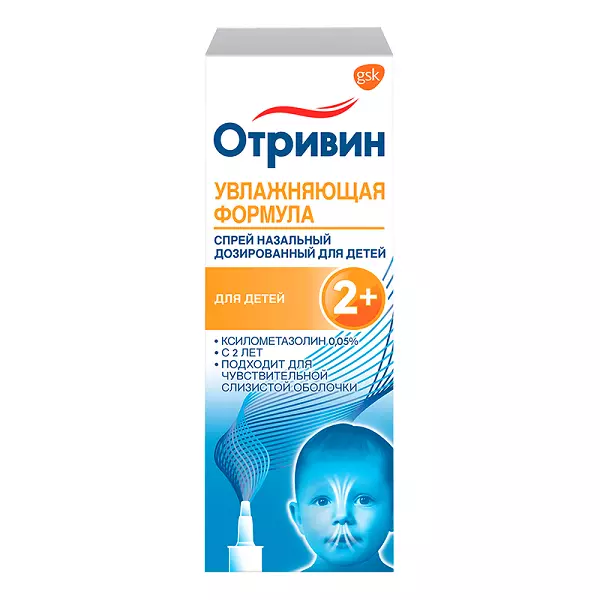 gsk
Отривин
УВЛАЖНЯЮЩАЯ
ФОРМУЛА
СПРЕЙ НАЗАЛЬНЫЙ
ДОЗИРОВАННЫЙ ДЛЯ ДЕТЕЙ
ДЛЯ ДЕТЕЙ 2+
• КСИЛОМЕТАЗОЛИН 0,05%
• С 2 ЛЕТ
• ПОДХОДИТ ДЛЯ
ЧУВСТВИТЕЛЬНОЙ
СЛИЗИСТОЙ ОБОЛОЧКИ